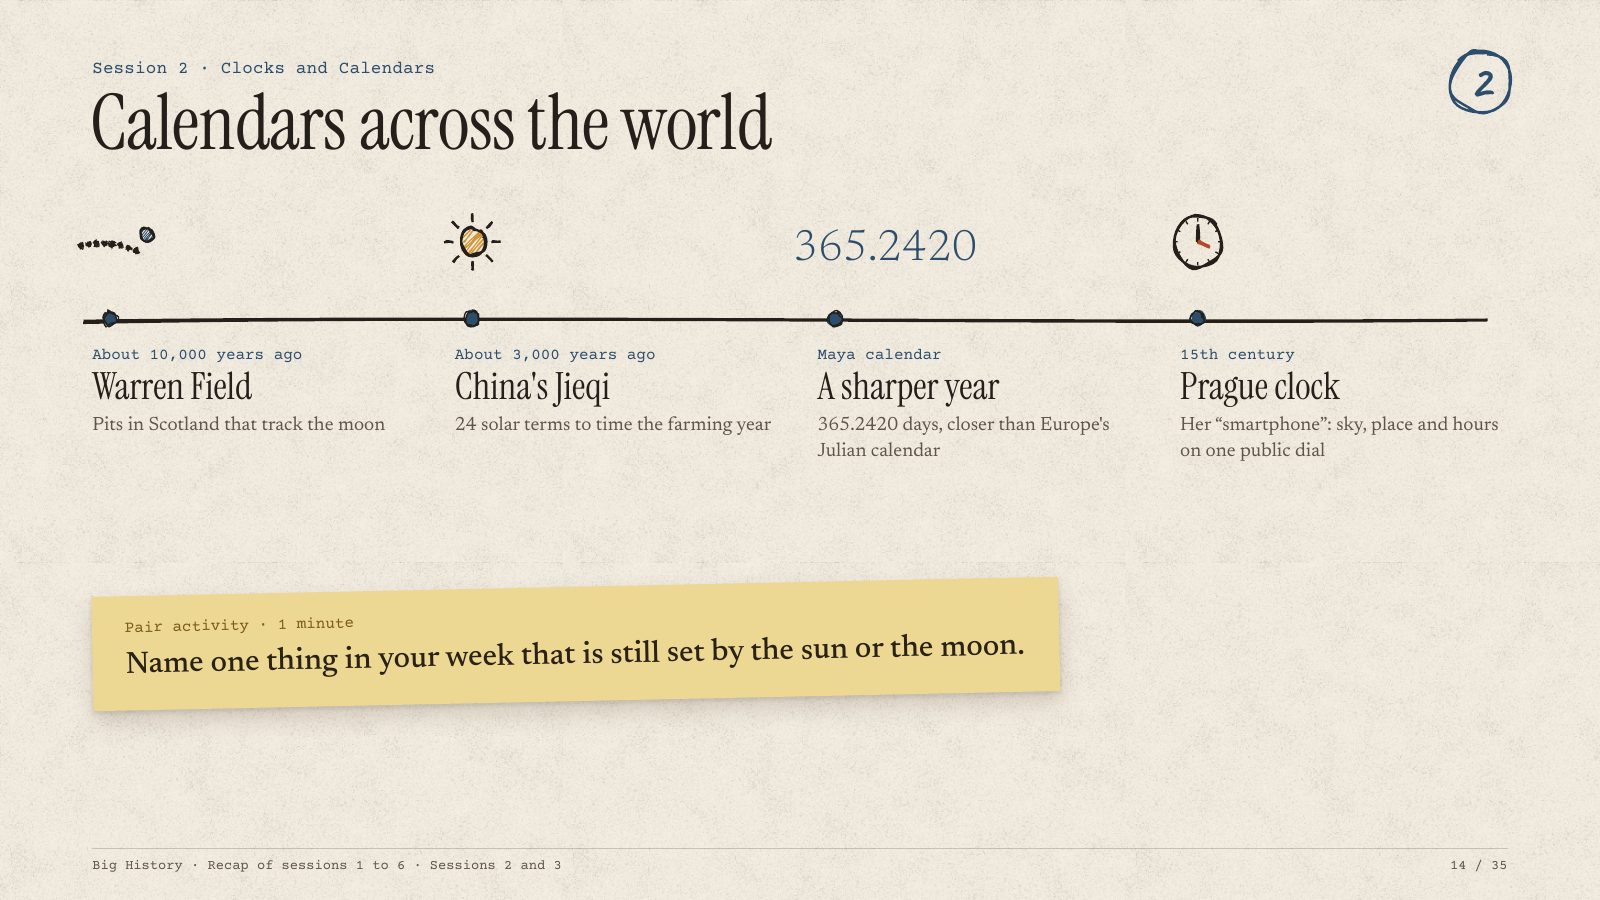 Session 2 · Clocks and Calendars
2
Calendars across the world
365.2420
About 10,000 years ago
Warren Field
Pits in Scotland that track the moon
About 3,000 years ago
China's Jieqi
24 solar terms to time the farming year
Maya calendar
A sharper year
365.2420 days, closer than Europe's
Julian calendar
15th century
Prague clock
Her “smartphone”: sky, place and hours
on one public dial
Pair activity · 1 minute
Name one thing in your week that is still set by the sun or the moon.
Big History · Recap of sessions 1 to 6 · Sessions 2 and 3
14 / 35